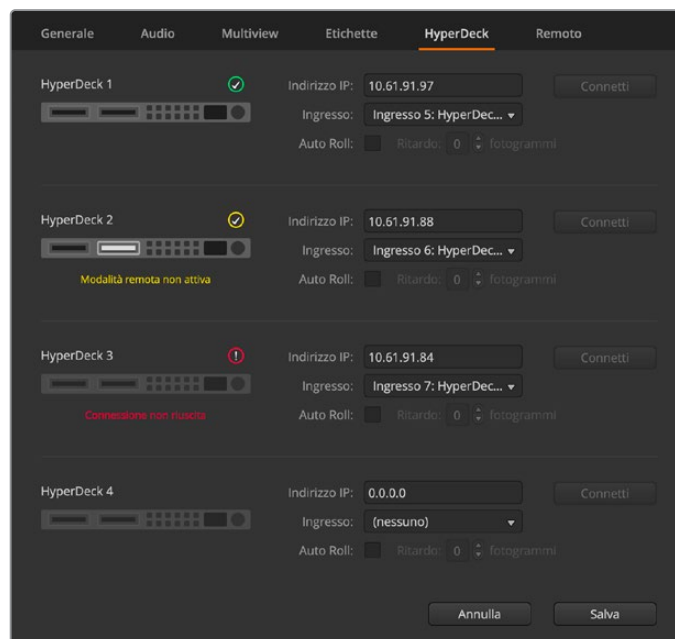 Generale Audio Multiview Etichette HyperDeck Remoto
HyperDeck 1 Indirizzo IP: 10.61.91.97 Connetti
Ingresso: Ingresso 5: HyperDec...
Auto Roll: Ritardo: 0 fotogrammi
HyperDeck 2 Indirizzo IP: 10.61.91.88 Connetti
Ingresso: Ingresso 6: HyperDec...
Modalità remota non attiva Auto Roll: Ritardo: 0 fotogrammi
HyperDeck 3 Indirizzo IP: 10.61.91.84 Connetti
Ingresso: Ingresso 7: HyperDec...
Connessione non riuscita Auto Roll: Ritardo: 0 fotogrammi
HyperDeck 4 Indirizzo IP: 0.0.0.0 Connetti
Ingresso: (nessuno)
Auto Roll: Ritardo: 0 fotogrammi
Annulla Salva